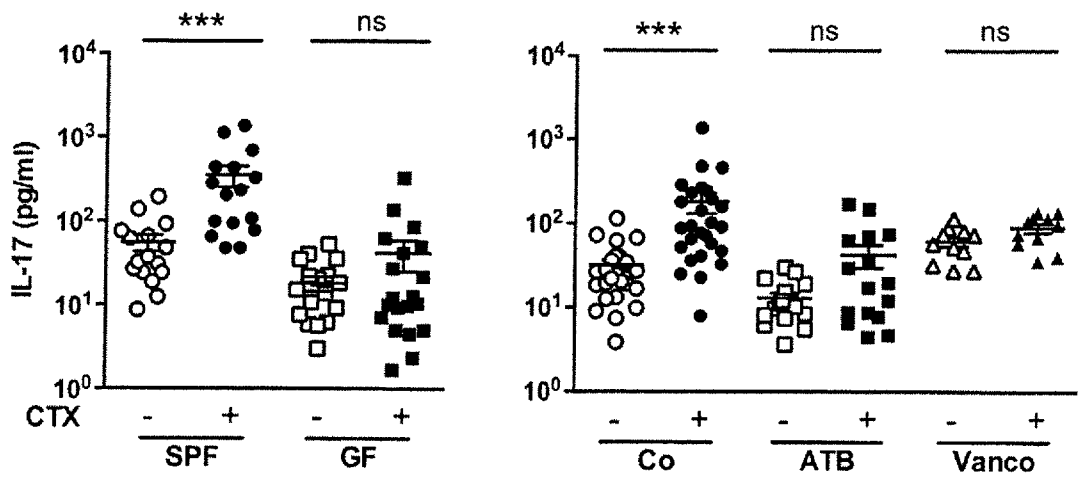 *** ns
10⁴
10³
10²
10¹
10⁰
IL-17 (pg/ml)
CTX - + - +
SPF GF
*** ns ns
10⁴
10³
10²
10¹
10⁰
- + - + - +
Co ATB Vanco